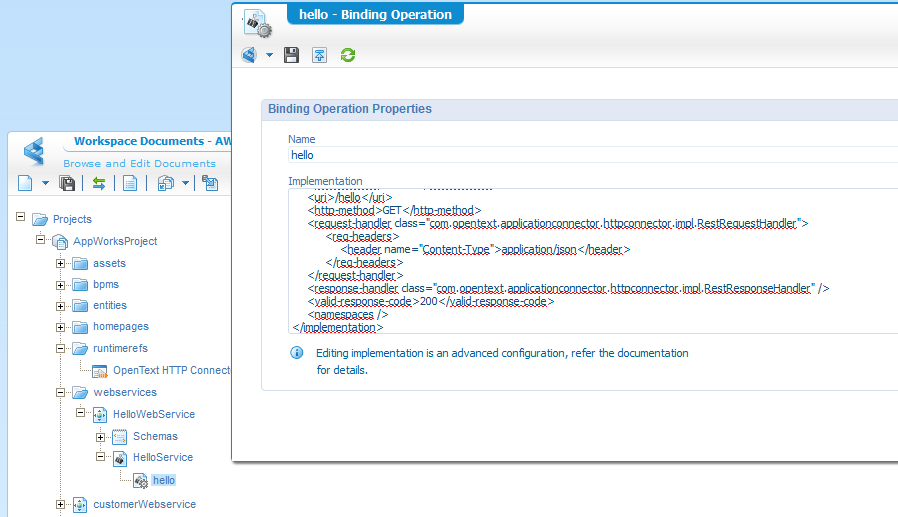 hello - Binding Operation
Binding Operation Properties
Name
hello
Implementation
<uri>/hello</uri>
<http-method>GET</http-method>
<request-handler class="com.opentext.applicationconnector.httpconnector.impl.RestRequestHandler">
<req-headers>
<header name="Content-Type">application/json</header>
</req-headers>
</request-handler>
<response-handler class="com.opentext.applicationconnector.httpconnector.impl.RestResponseHandler" />
<valid-response-code>200</valid-response-code>
<namespaces />
</implementation>
Editing implementation is an advanced configuration, refer the documentation
for details.
Workspace Documents - AW
Browse and Edit Documents
Projects
AppWorksProject
assets
bpms
entities
homepages
runtimerefs
OpenText HTTP Connect
webservices
HelloWebService
Schemas
HelloService
hello
customerWebservice